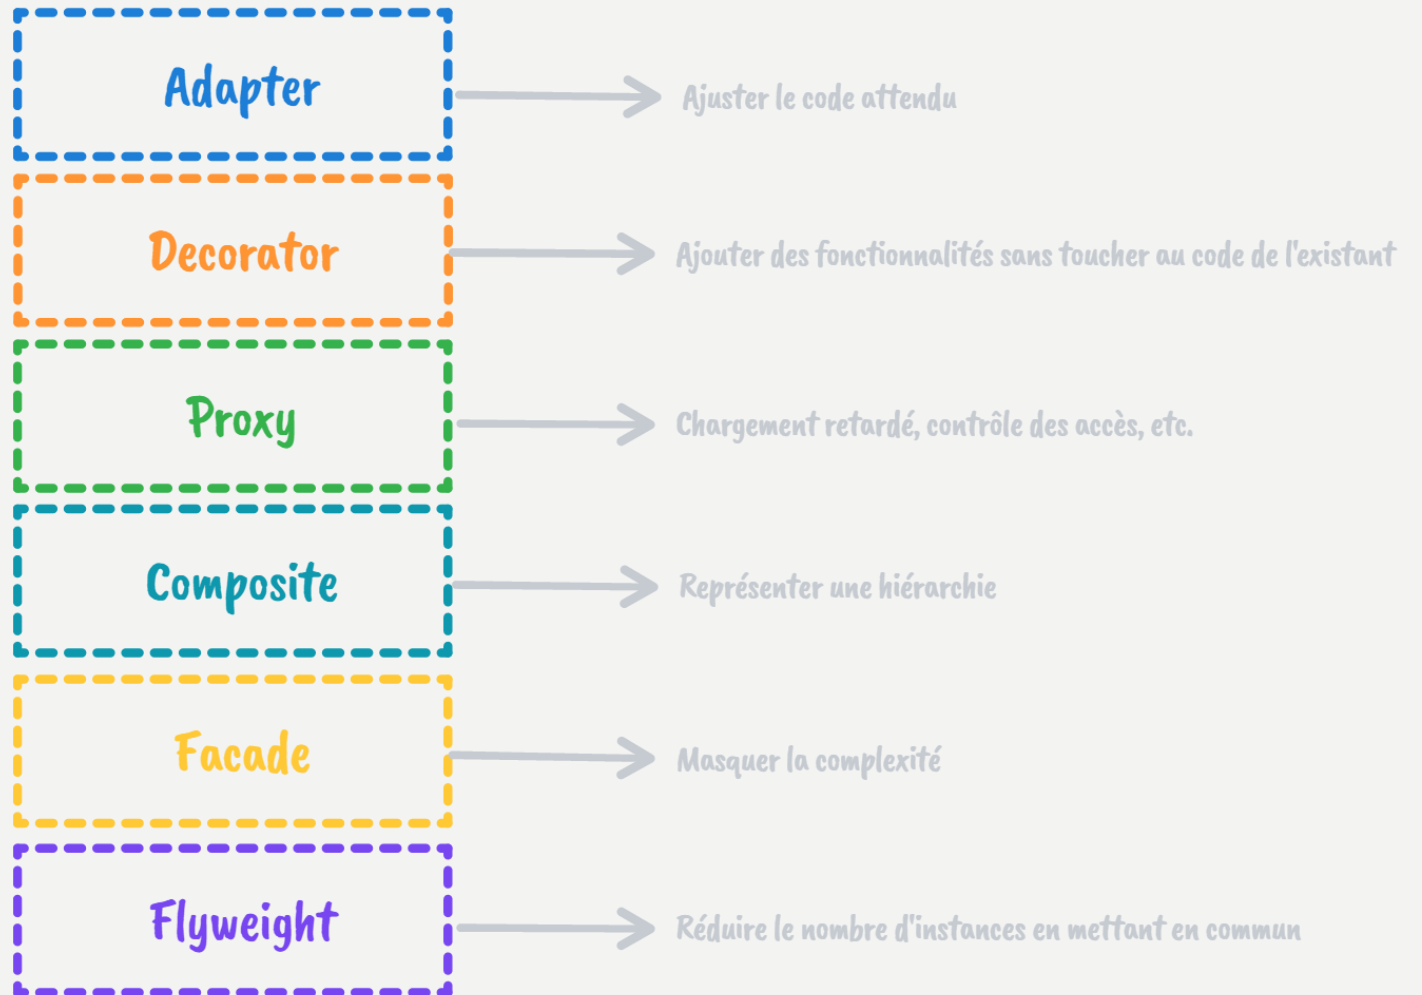 Adapter
Ajuster le code attendu
Decorator
Ajouter des fonctionnalités sans toucher au code de l'existant
Proxy
Chargement retardé, contrôle des accès, etc.
Composite
Représenter une hiérarchie
Facade
Masquer la complexité
Flyweight
Réduire le nombre d'instances en mettant en commun